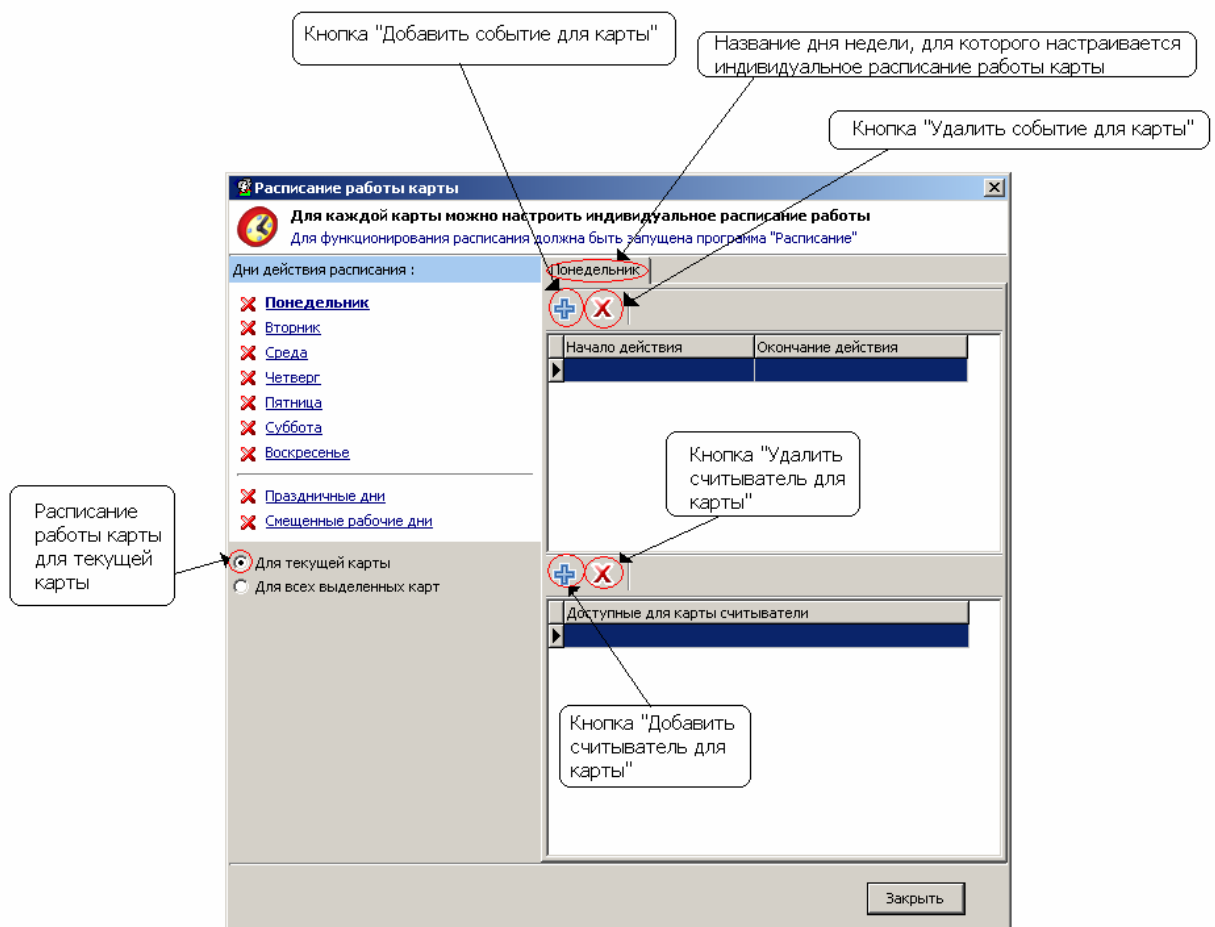 Кнопка "Добавить событие для карты"
Название дня недели, для которого настраивается
индивидуальное расписание работы карты
Кнопка "Удалить событие для карты"
Расписание работы карты
Для каждой карты можно настроить индивидуальное расписание работы
Для функционирования расписания должна быть запущена программа "Расписание"
Дни действия расписания :
Понедельник
Понедельник
Вторник
Среда
Четверг
Пятница
Суббота
Воскресенье
Праздничные дни
Смещенные рабочие дни
Начало действия
Окончание действия
Кнопка "Удалить
считыватель для
карты"
Расписание
работы карты
для текущей
карты
Для текущей карты
Для всех выделенных карт
Доступные для карты считыватели
Кнопка "Добавить
считыватель для
карты"
Закрыть